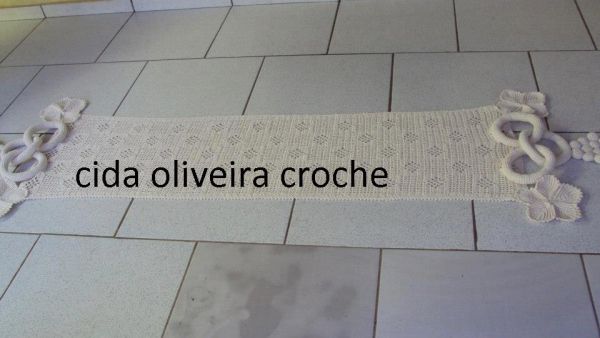 cida oliveira croche